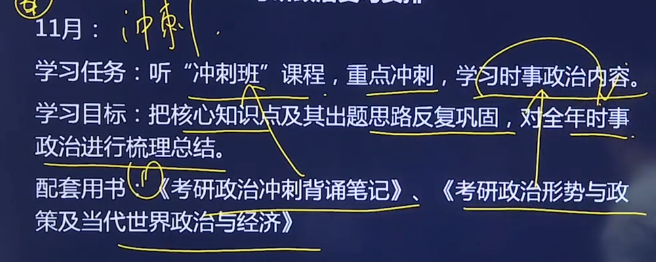 11月：冲刺
学习任务：听“冲刺班”课程，重点冲刺，学习时事政治内容。
学习目标：把核心知识点及其出题思路反复巩固，对全年时事
政治进行梳理总结。
配套用书：《考研政治冲刺背诵笔记》、《考研政治形势与政
策及当代世界政治与经济》